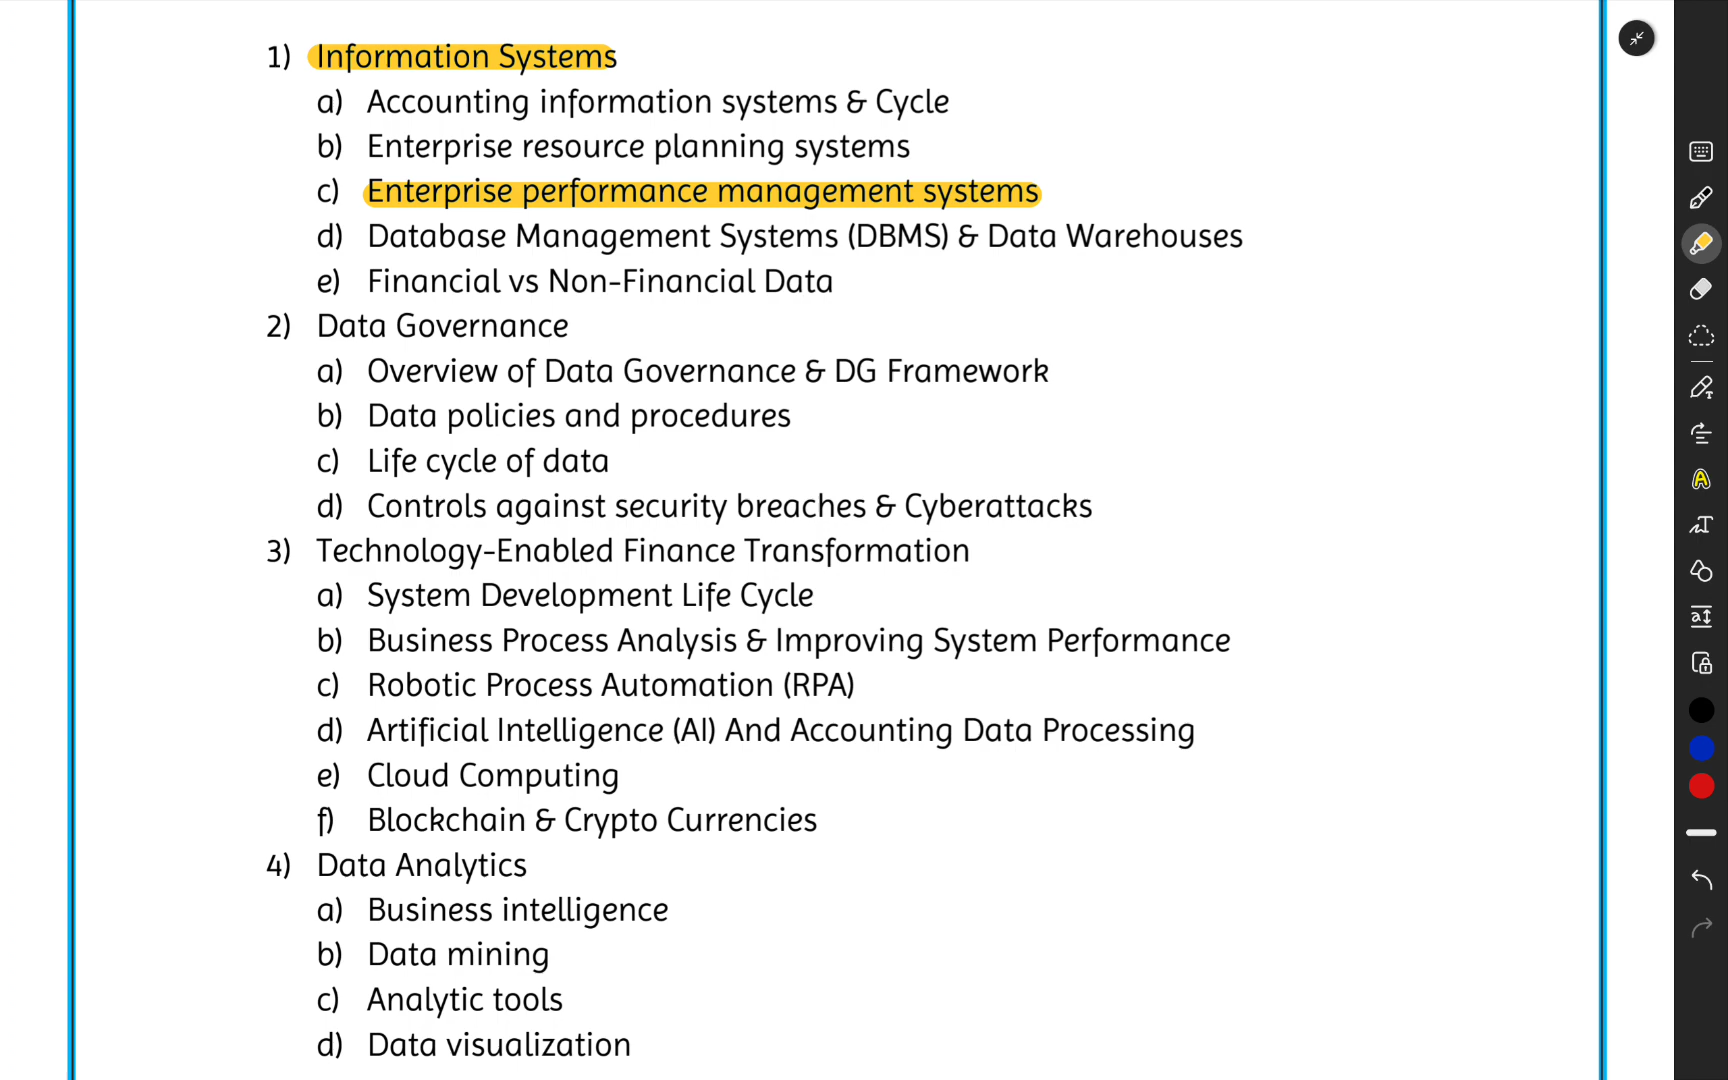 1) Information Systems
a) Accounting information systems & Cycle
b) Enterprise resource planning systems
c) Enterprise performance management systems
d) Database Management Systems (DBMS) & Data Warehouses
e) Financial vs Non-Financial Data
2) Data Governance
a) Overview of Data Governance & DG Framework
b) Data policies and procedures
c) Life cycle of data
d) Controls against security breaches & Cyberattacks
3) Technology-Enabled Finance Transformation
a) System Development Life Cycle
b) Business Process Analysis & Improving System Performance
c) Robotic Process Automation (RPA)
d) Artificial Intelligence (AI) And Accounting Data Processing
e) Cloud Computing
f) Blockchain & Crypto Currencies
4) Data Analytics
a) Business intelligence
b) Data mining
c) Analytic tools
d) Data visualization